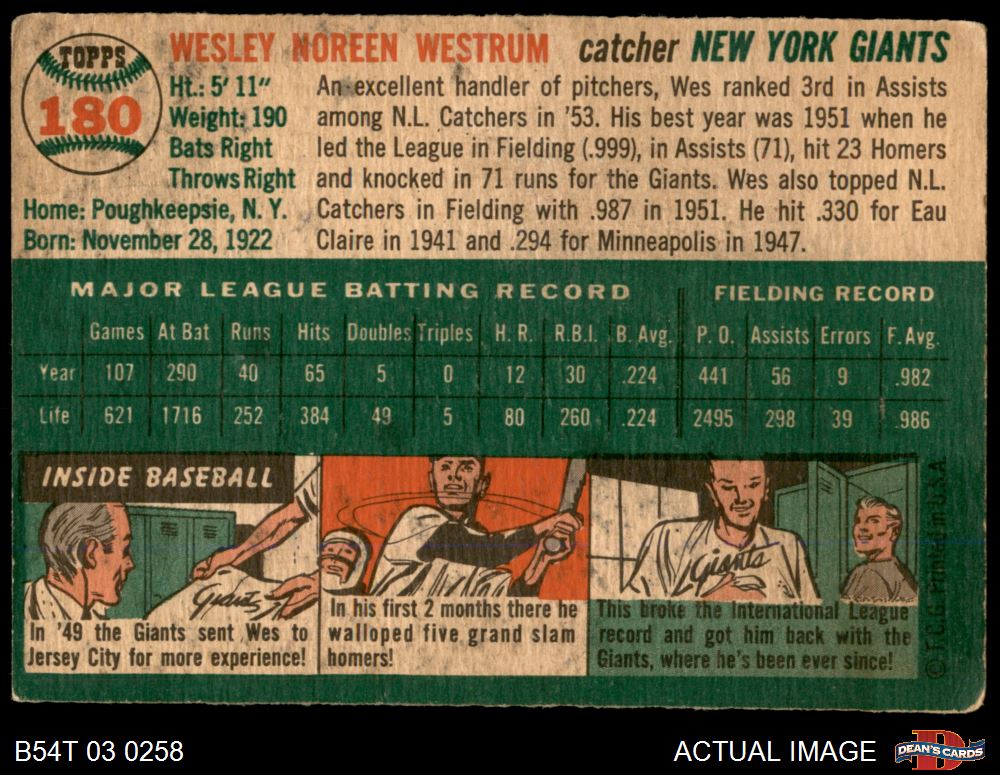 TOPPS
180
WESLEY NOREEN WESTRUM catcher NEW YORK GIANTS
Ht.: 5' 11"
Weight: 190
Bats Right
Throws Right
Home: Poughkeepsie, N. Y.
Born: November 28, 1922
An excellent handler of pitchers, Wes ranked 3rd in Assists
among N.L. Catchers in '53. His best year was 1951 when he
led the League in Fielding (.999), in Assists (71), hit 23 Homers
and knocked in 71 runs for the Giants. Wes also topped N.L.
Catchers in Fielding with .987 in 1951. He hit .330 for Eau
Claire in 1941 and .294 for Minneapolis in 1947.
MAJOR LEAGUE BATTING RECORD FIELDING RECORD
Games At Bat Runs Hits Doubles Triples H. R. R.B.I. B. Avg. P. O. Assists Errors F. Avg.
Year 107 290 40 65 5 0 12 30 .224 441 56 9 .982
Life 621 1716 252 384 49 5 80 260 .224 2495 298 39 .986
INSIDE BASEBALL
Giants
In '49 the Giants sent Wes to
Jersey City for more experience!
In his first 2 months there he
walloped five grand slam
homers!
Giants
This broke the International League
record and got him back with the
Giants, where he's been ever since!
© T.C.G. Printed in U.S.A.
B54T 03 0258
ACTUAL IMAGE
DEAN'S CARDS